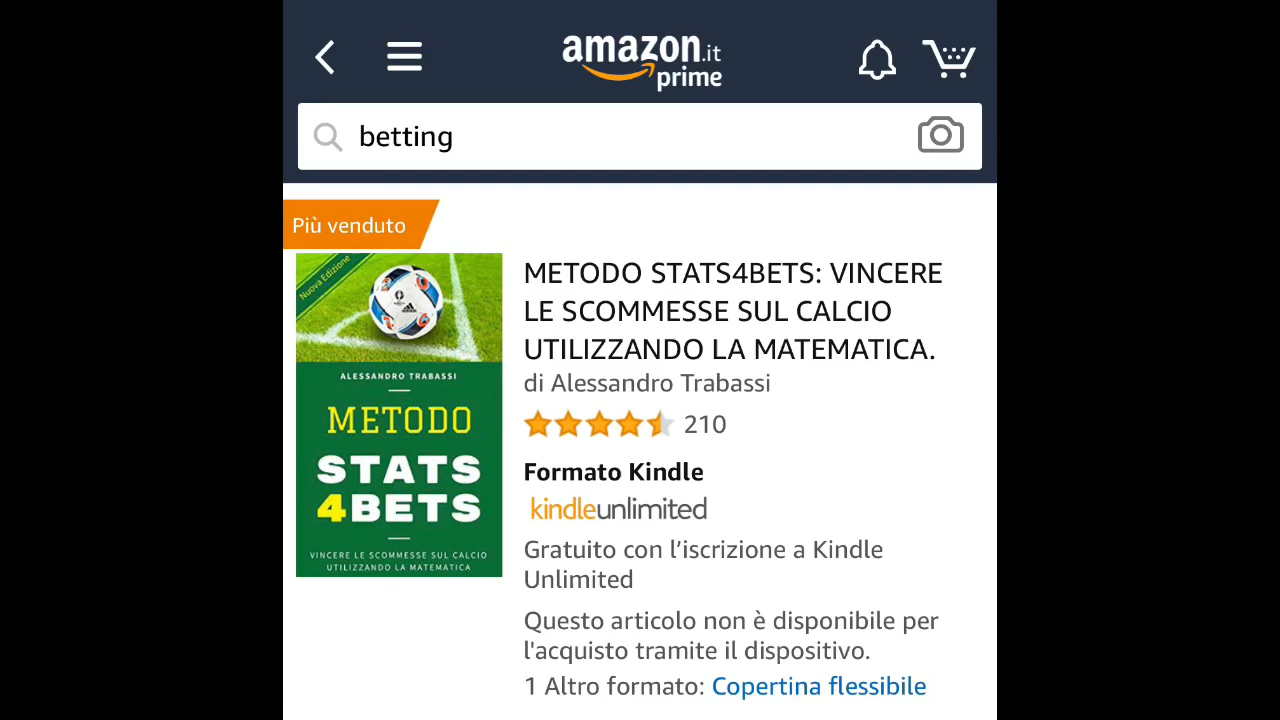 amazon.it
prime
betting
Più venduto
Nuova Edizione
ALESSANDRO TRABASSI
METODO
STATS
4BETS
VINCERE LE SCOMMESSE SUL CALCIO
UTILIZZANDO LA MATEMATICA
METODO STATS4BETS: VINCERE
LE SCOMMESSE SUL CALCIO
UTILIZZANDO LA MATEMATICA.
di Alessandro Trabassi
210
Formato Kindle
kindleunlimited
Gratuito con l’iscrizione a Kindle
Unlimited
Questo articolo non è disponibile per
l'acquisto tramite il dispositivo.
1 Altro formato: Copertina flessibile